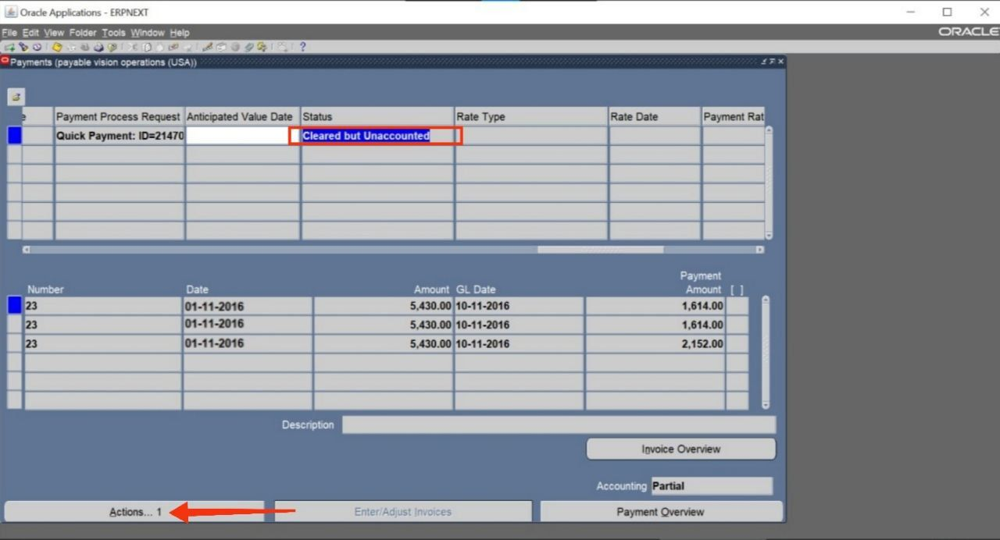 Oracle Applications - ERPNEXT
File Edit View Folder Tools Window Help
ORACLE
Payments (payable vision operations (USA))
e Payment Process Request Anticipated Value Date Status Rate Type Rate Date Payment Rat
Quick Payment: ID=21470 Cleared but Unaccounted
Payment
Number Date Amount GL Date Amount [ ]
23 01-11-2016 5,430.00 10-11-2016 1,614.00
23 01-11-2016 5,430.00 10-11-2016 1,614.00
23 01-11-2016 5,430.00 10-11-2016 2,152.00
Description
Invoice Overview
Accounting Partial
Actions... 1 Enter/Adjust Invoices Payment Overview